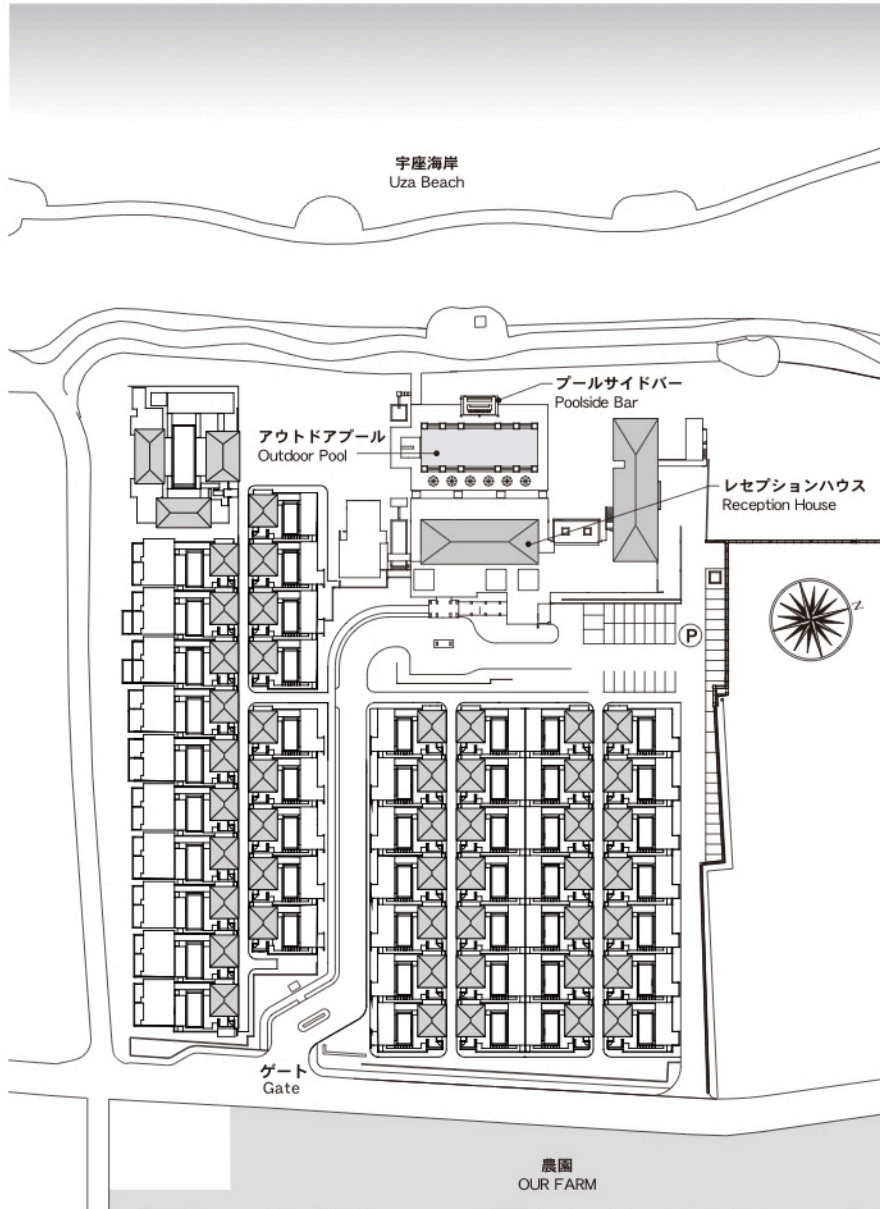 宇座海岸
Uza Beach
プールサイドバー
Poolside Bar
アウトドアプール
Outdoor Pool
レセプションハウス
Reception House
N
P
ゲート
Gate
農園
OUR FARM